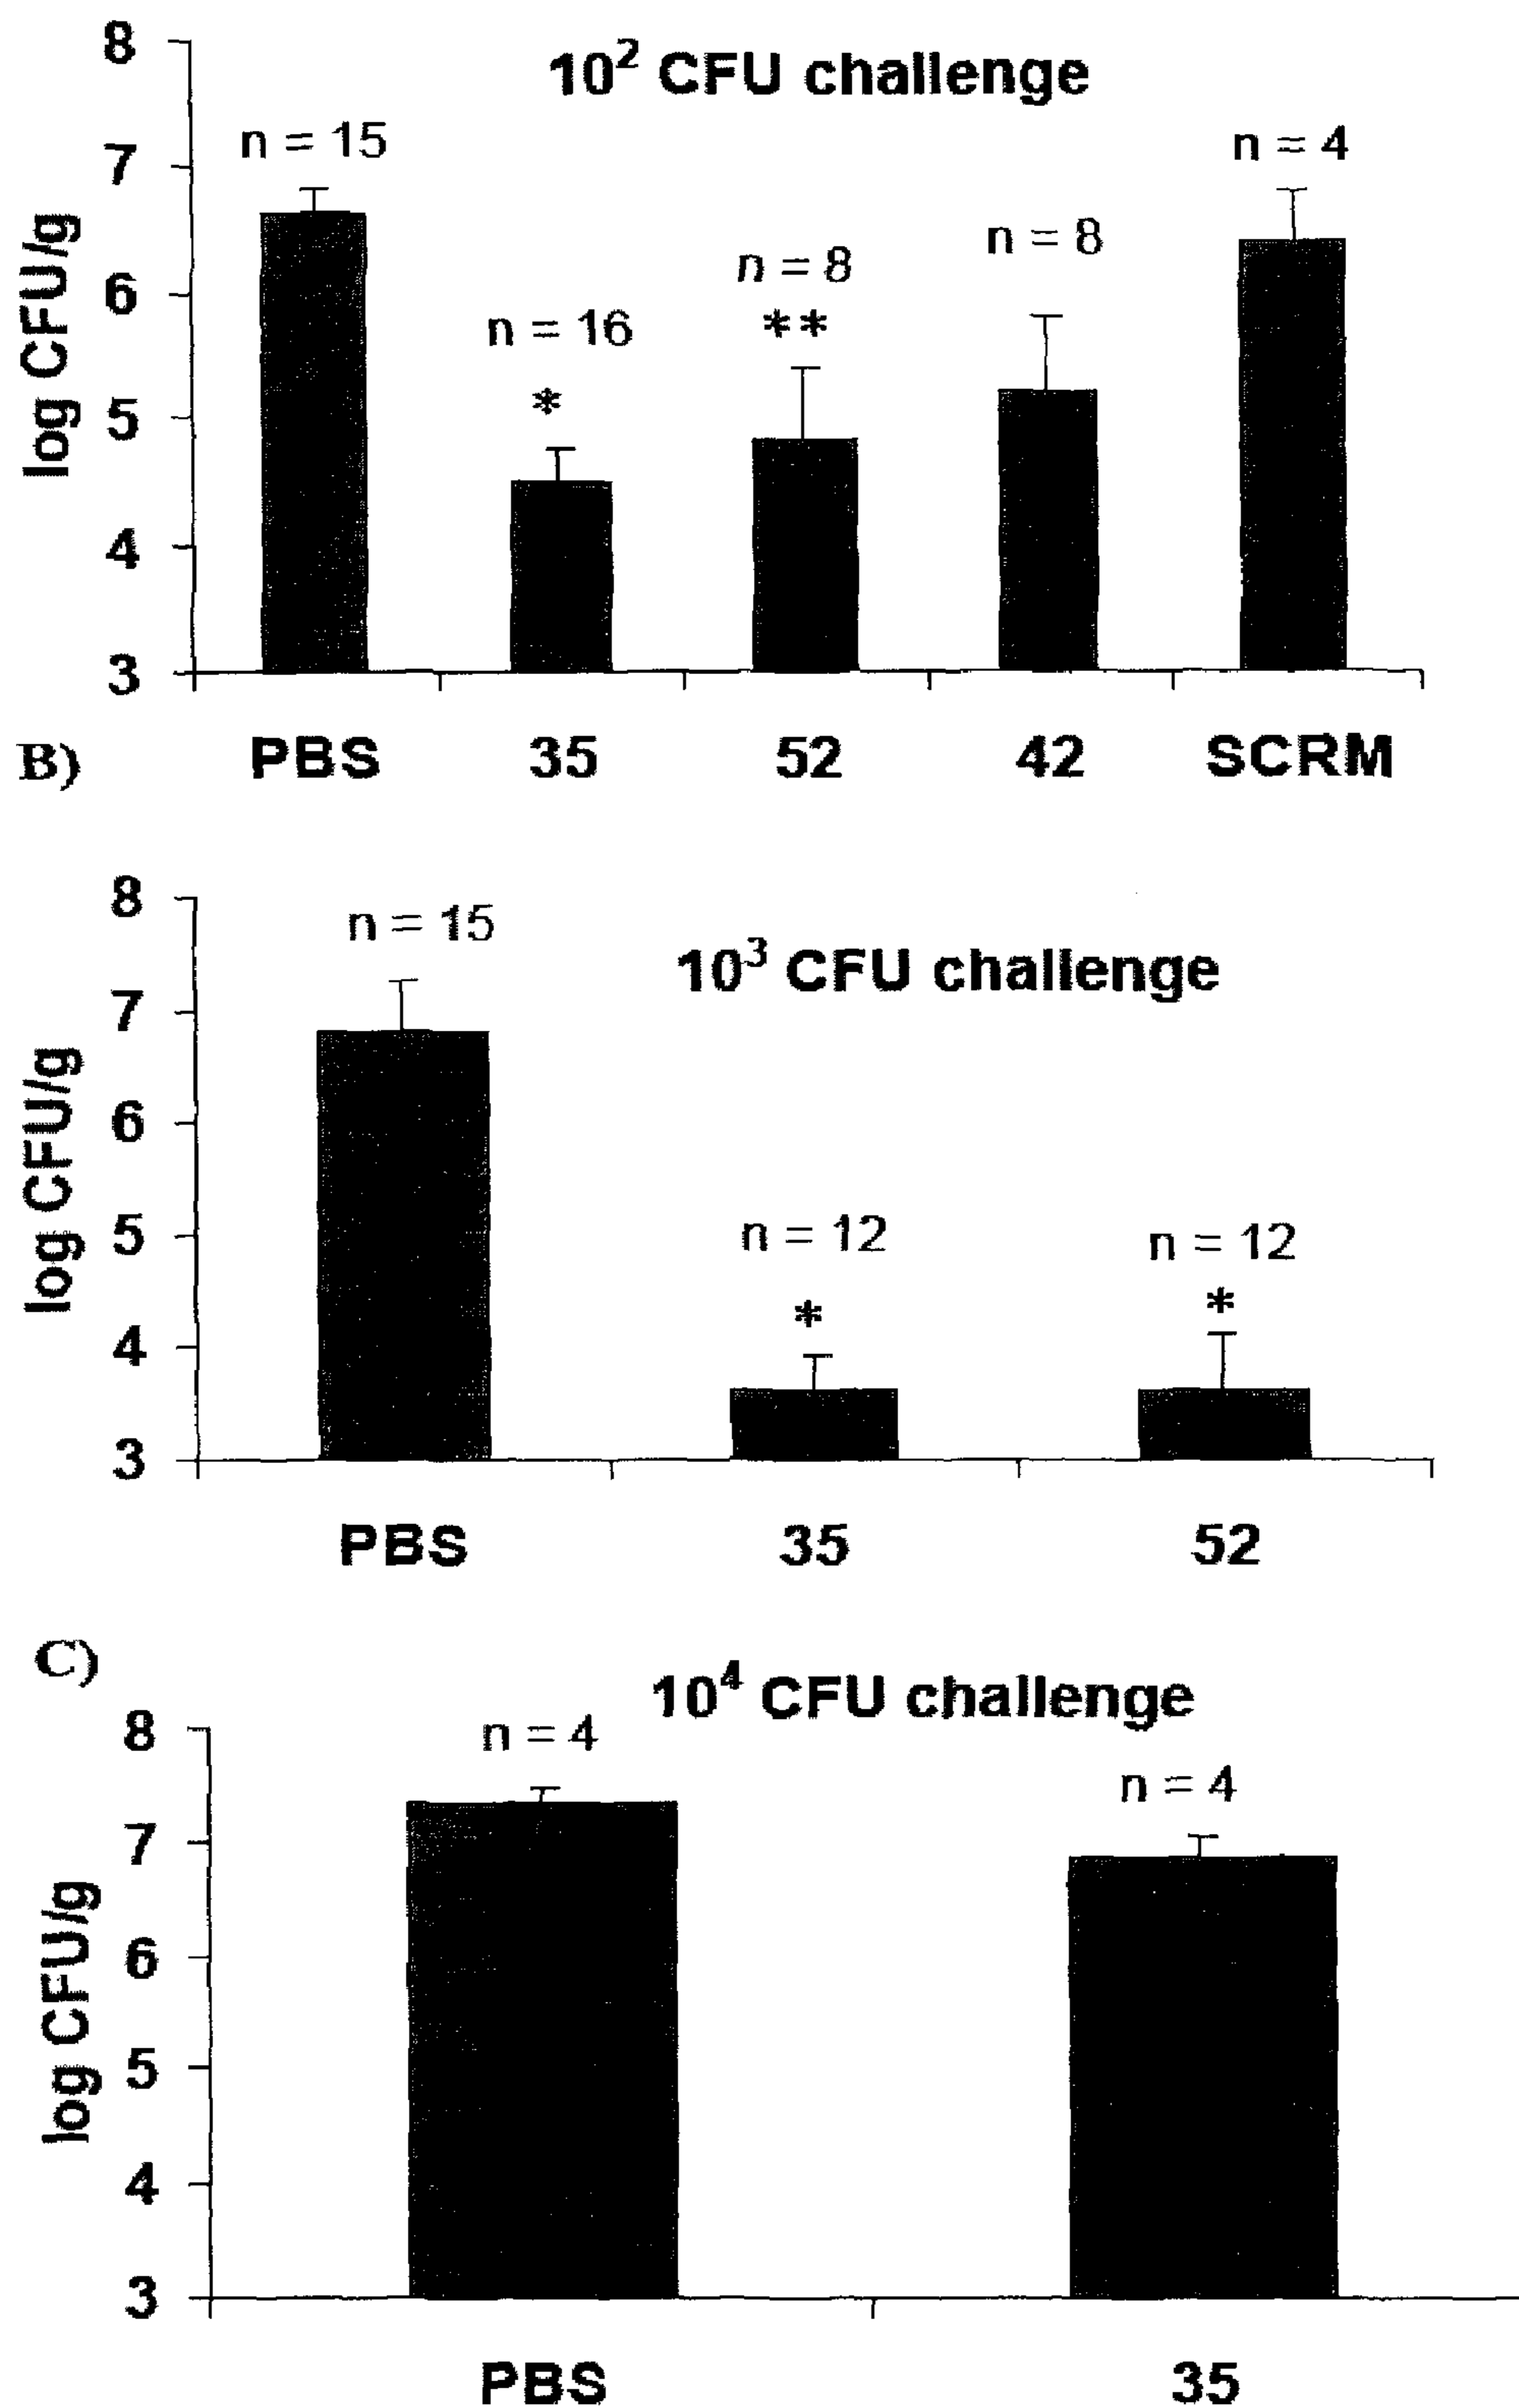 10² CFU challenge
8
7
6
5
4
3
log CFU/g
n = 15
n = 16
*
n = 8
**
n = 8
n = 4
PBS 35 52 42 SCRM
B)
10³ CFU challenge
8
7
6
5
4
3
log CFU/g
n = 15
n = 12
*
n = 12
*
PBS 35 52
C)
10⁴ CFU challenge
8
7
6
5
4
3
log CFU/g
n = 4
n = 4
PBS 35